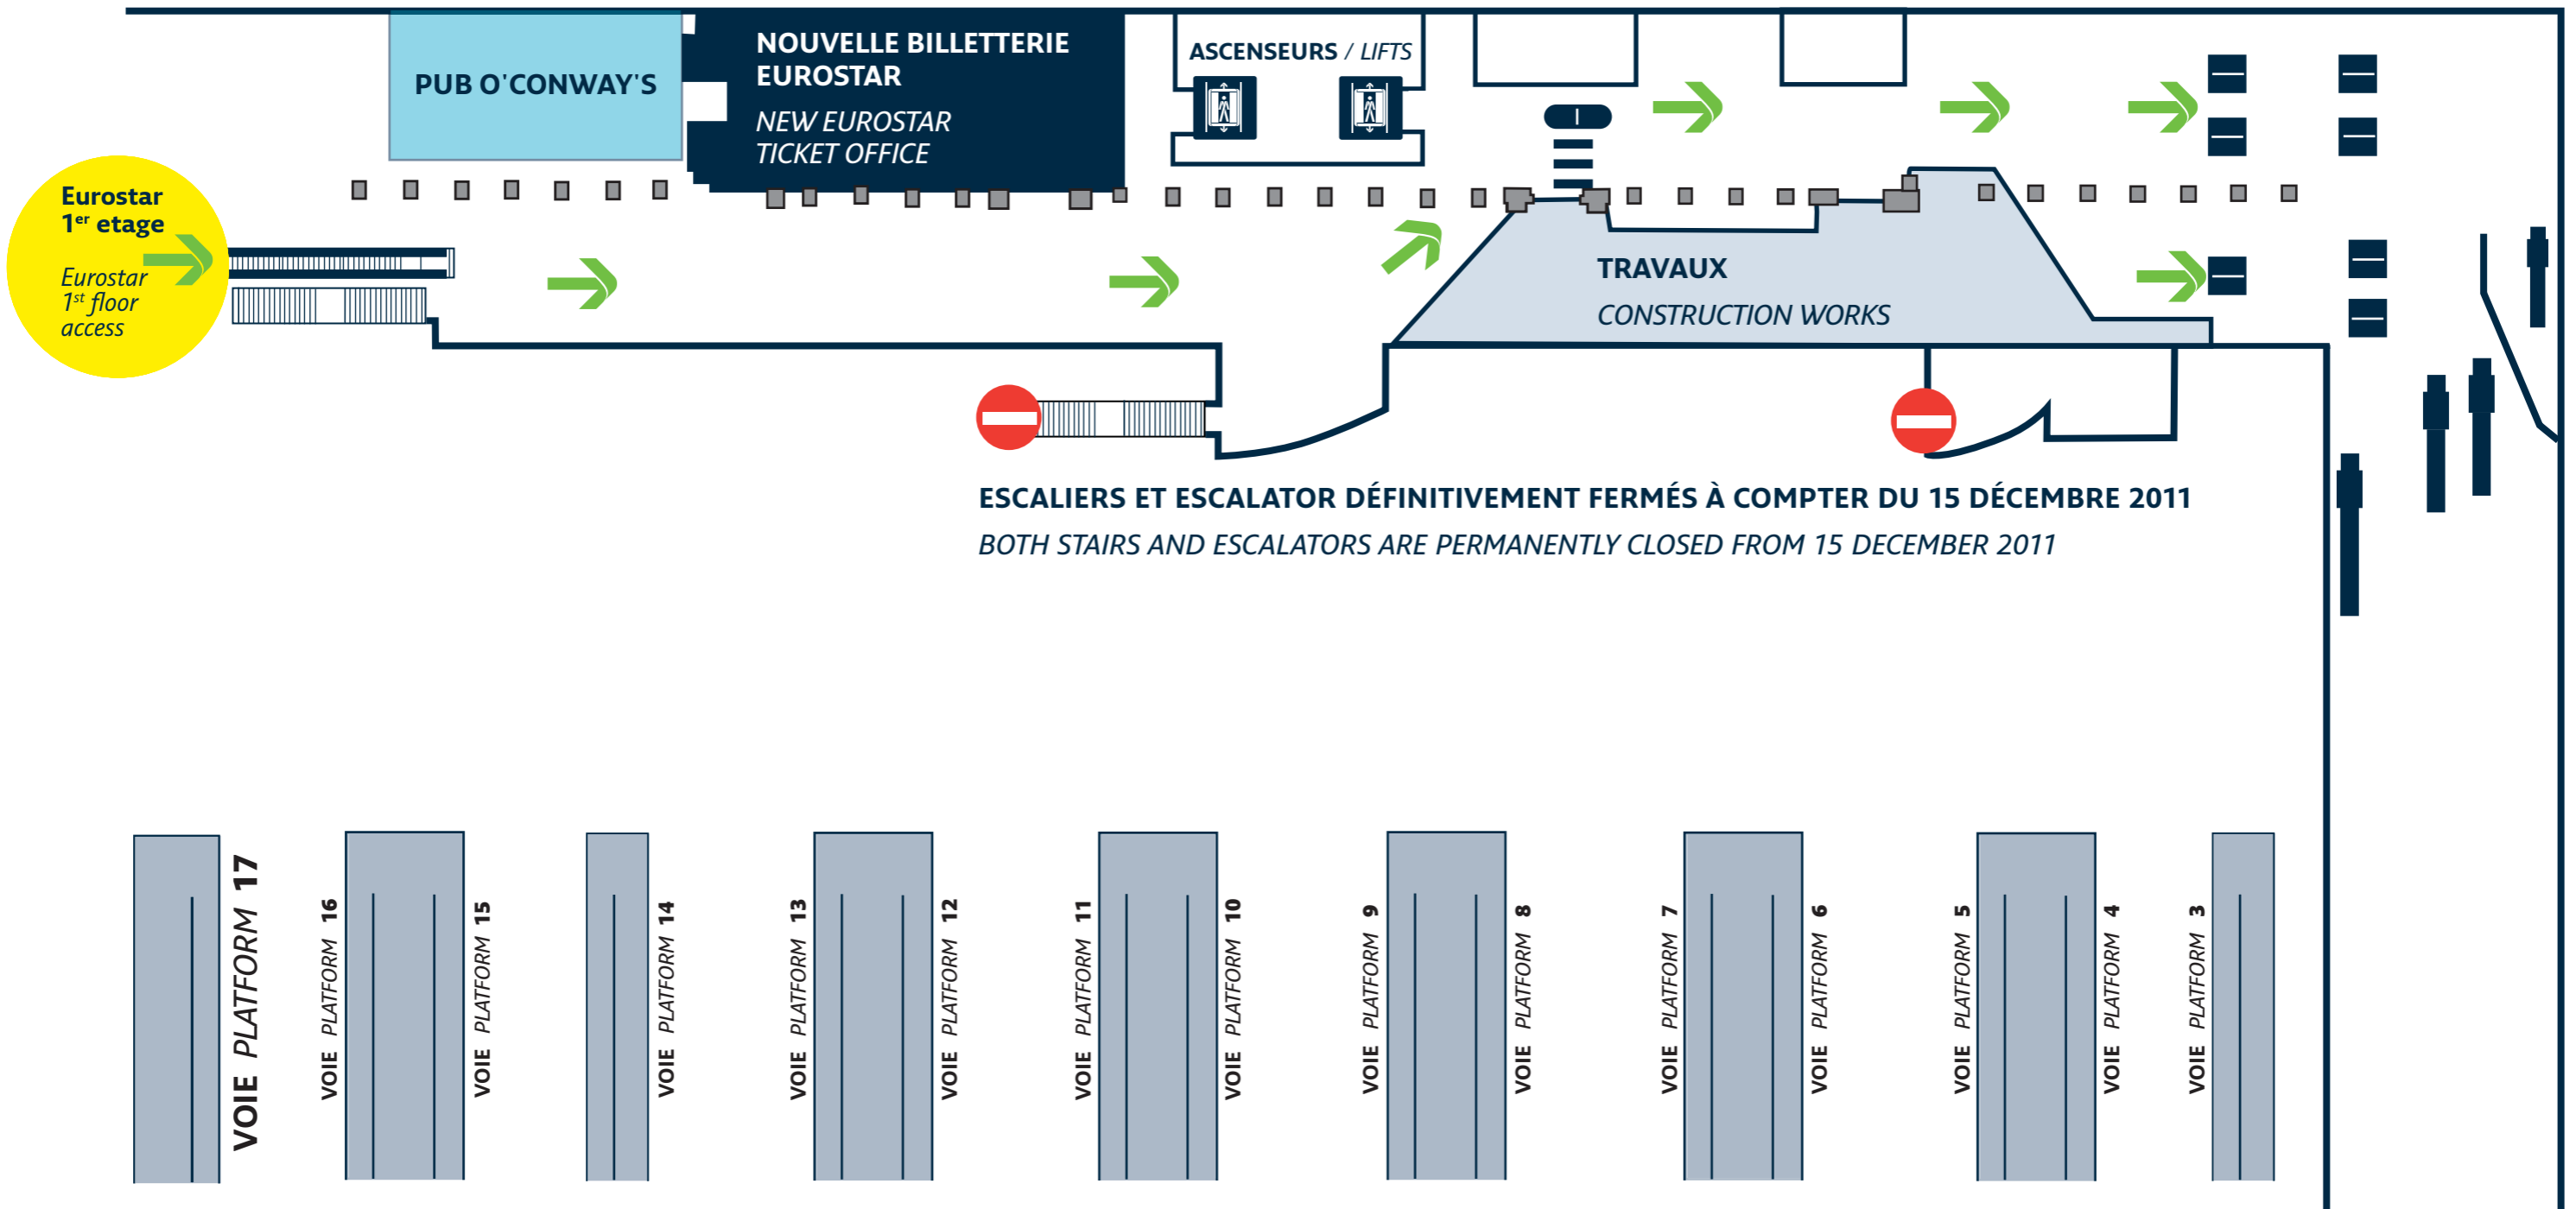 PUB O'CONWAY'S
NOUVELLE BILLETTERIE
EUROSTAR
NEW EUROSTAR
TICKET OFFICE
ASCENSEURS / LIFTS
Eurostar
1er etage
Eurostar
1st floor
access
TRAVAUX
CONSTRUCTION WORKS
ESCALIERS ET ESCALATOR DÉFINITIVEMENT FERMÉS À COMPTER DU 15 DÉCEMBRE 2011
BOTH STAIRS AND ESCALATORS ARE PERMANENTLY CLOSED FROM 15 DECEMBER 2011
VOIE PLATFORM 17
VOIE PLATFORM 16
VOIE PLATFORM 15
VOIE PLATFORM 14
VOIE PLATFORM 13
VOIE PLATFORM 12
VOIE PLATFORM 11
VOIE PLATFORM 10
VOIE PLATFORM 9
VOIE PLATFORM 8
VOIE PLATFORM 7
VOIE PLATFORM 6
VOIE PLATFORM 5
VOIE PLATFORM 4
VOIE PLATFORM 3